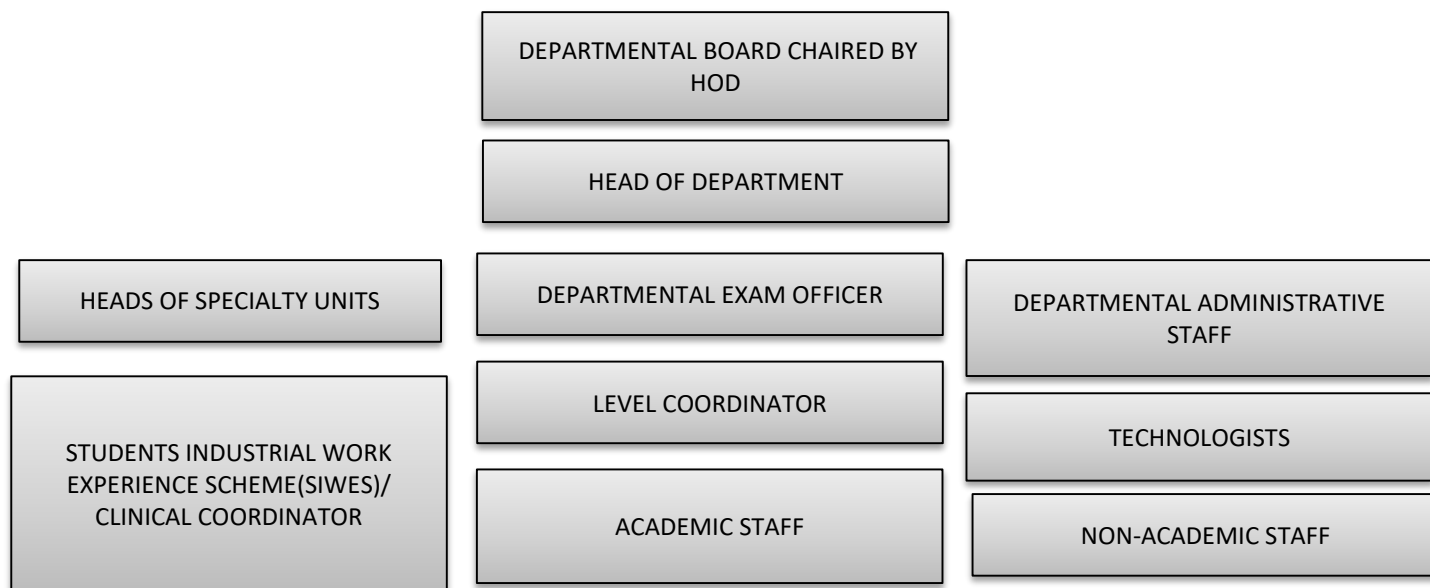 DEPARTMENTAL BOARD CHAIRED BY
HOD
HEAD OF DEPARTMENT
HEADS OF SPECIALTY UNITS
DEPARTMENTAL EXAM OFFICER
DEPARTMENTAL ADMINISTRATIVE
STAFF
STUDENTS INDUSTRIAL WORK
EXPERIENCE SCHEME(SIWES)/
CLINICAL COORDINATOR
LEVEL COORDINATOR
TECHNOLOGISTS
ACADEMIC STAFF
NON-ACADEMIC STAFF